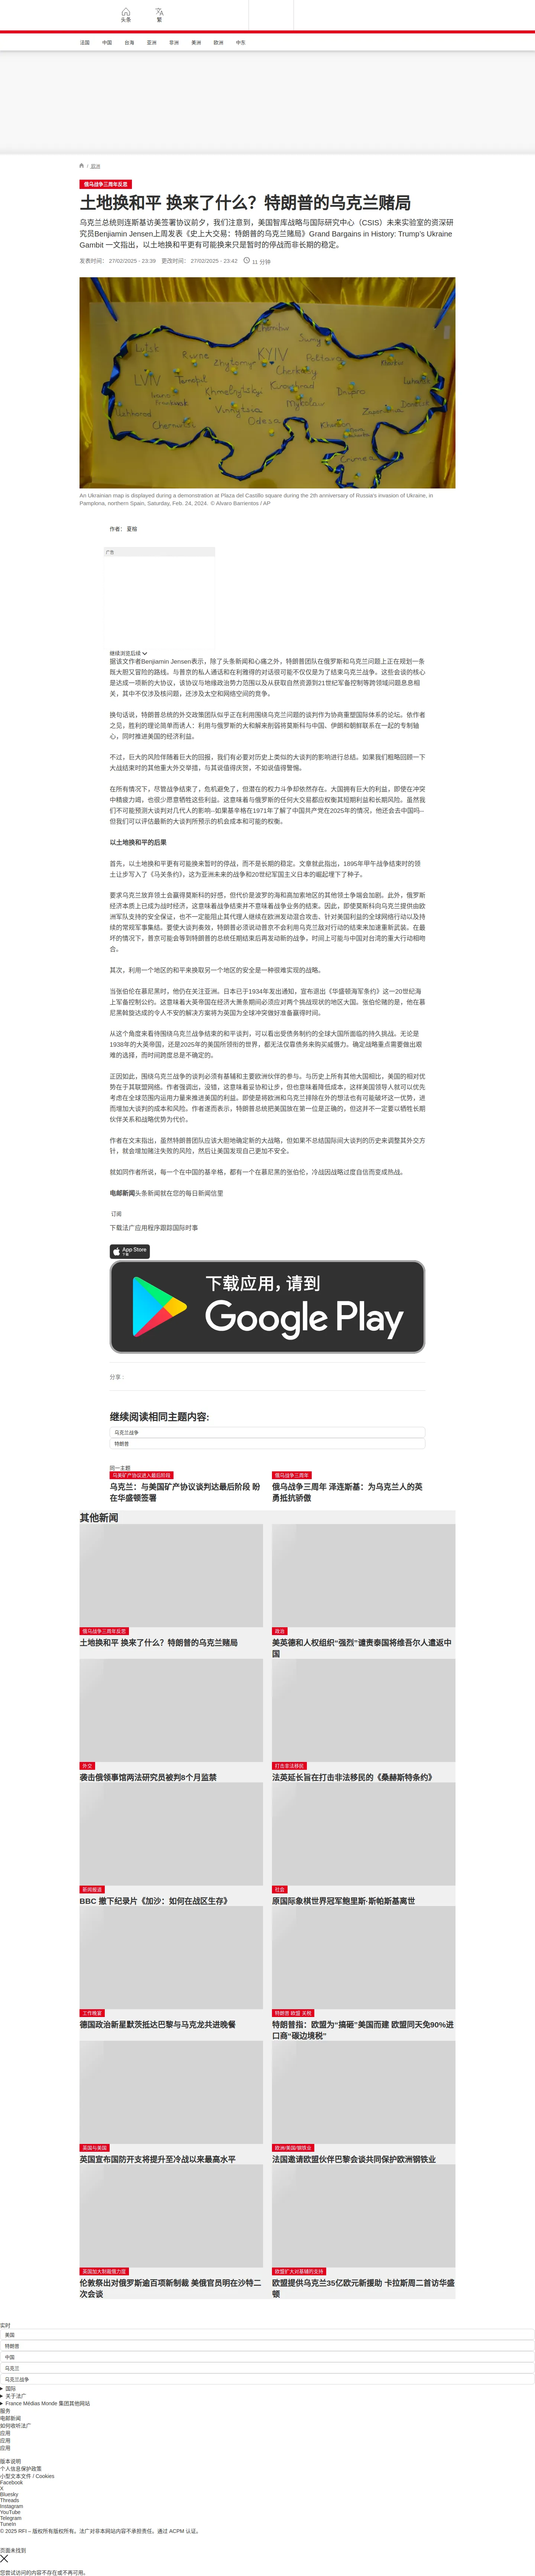 头条
繁
法国
中国
台海
亚洲
非洲
美洲
欧洲
中东
/ 政治
俄乌战争三周年反思
土地换和平 换来了什么？特朗普的乌克兰赌局
乌克兰总统则连斯基访美签署协议前夕，我们注意到，美国智库战略与国际研究中心（CSIS）未来实验室的资深研
究员Benjiamin Jensen上周发表《史上大交易：特朗普的乌克兰赌局》Grand Bargains in History: Trump's Ukraine
Gambit 一文指出，以土地换和平更有可能换来只是暂时的停战而非长期的稳定。
发表时间： 27/02/2025 - 23:39 更改时间： 27/02/2025 - 23:42 11 分钟
KYIV
LVIV
Odesa
An Ukrainian map is displayed during a demonstration at Plaza del Castillo square during the 2th anniversary of Russia's invasion of Ukraine, in
Pamplona, northern Spain, Saturday, Feb. 24, 2024. © Alvaro Barrientos / AP
作者： 夏榕
广告
继续浏览后续
据该文作者Benjiamin Jensen表示，除了头条新闻和心痛之外，特朗普团队在俄罗斯和乌克兰问题上正在规划一条
既大胆又冒险的路线。与普京的私人通话和在利雅得的对话很可能不仅仅是为了结束乌克兰战争。这些会谈的核心
是达成一项新的大协议，该协议与地缘政治势力范围以及从获取自然资源到21世纪军备控制等跨领域问题息息相
关，其中不仅涉及核问题，还涉及太空和网络空间的竞争。
换句话说，特朗普总统的外交政策团队似乎正在利用围绕乌克兰问题的谈判作为协商重塑国际体系的论坛。依作者
之见，胜利的理论简单而诱人：利用与俄罗斯的大和解来削弱将莫斯科与中国、伊朗和朝鲜联系在一起的专制轴
心，同时推进美国的经济利益。
不过，巨大的风险伴随着巨大的回报，我们有必要对历史上类似的大谈判的影响进行总结。如果我们粗略回顾一下
大战结束时的其他重大外交举措，与其说值得庆贺，不如说值得警惕。
在所有情况下，尽管战争结束了，危机避免了，但潜在的权力斗争却依然存在。大国拥有巨大的利益，即使在冲突
中精疲力竭，也很少愿意牺牲这些利益。这意味着与俄罗斯的任何大交易都应权衡其短期利益和长期风险。虽然我
们不可能预测大谈判对几代人的影响--如果基辛格在1971年了解了中国共产党在2025年的情况，他还会去中国吗--
但我们可以评估最新的大谈判所预示的机会成本和可能的权衡。
以土地换和平的后果
首先，以土地换和平更有可能换来暂时的停战，而不是长期的稳定。文章就此指出，1895年甲午战争结束时的领
土让步写入了《马关条约》，这为亚洲未来的战争和20世纪军国主义日本的崛起埋下了种子。
要求乌克兰放弃领土会赢得莫斯科的好感，但代价是波罗的海和高加索地区的其他领土争端会加剧。此外，俄罗斯
经济本质上已成为战时经济，这意味着战争结束并不意味着战争业务的结束。因此，即使莫斯科向乌克兰提供由欧
洲军队支持的安全保证，也不一定能阻止其代理人继续在欧洲发动混合攻击、针对美国利益的全球网络行动以及持
续的常规军事集结。要使大谈判奏效，特朗普必须说动普京不会利用乌克兰敌对行动的结束来加速重新武装。在最
坏的情况下，普京可能会等到特朗普的总统任期结束后再发动新的战争，时间上可能与中国对台湾的重大行动相吻
合。
其次，利用一个地区的和平来换取另一个地区的安全是一种很难实现的战略。
当张伯伦在慕尼黑时，他仍在关注亚洲。日本已于1934年发出通知，宣布退出《华盛顿海军条约》这一20世纪海
上军备控制公约。这意味着大英帝国在经济大萧条期间必须应对两个挑战现状的地区大国。张伯伦赌的是，他在慕
尼黑斡旋达成的令人不安的解决方案将为英国为全球冲突做好准备赢得时间。
从这个角度来看待围绕乌克兰战争结束的和平谈判，可以看出受债务制约的全球大国所面临的持久挑战。无论是
1938年的大英帝国，还是2025年的美国所领衔的世界，都无法仅靠债务来购买威慑力。确定战略重点需要做出艰
难的选择，而时间跨度总是不确定的。
正因如此，围绕乌克兰战争的谈判必须有基辅和主要欧洲伙伴的参与。与历史上所有其他大国相比，美国的相对优
势在于其联盟网络。作者强调出，没错，这意味着妥协和让步，但也意味着降低成本，这样美国领导人就可以优先
考虑在全球范围内运用力量来推进美国的利益。即使是将欧洲和乌克兰排除在外的想法也有可能破坏这一优势，进
而增加大谈判的成本和风险。作者遂而表示，特朗普总统把美国放在第一位是正确的，但这并不一定要以牺牲长期
伙伴关系和战略优势为代价。
作者在文末指出，虽然特朗普团队应该大胆地确定新的大战略，但如果不总结国际间大谈判的历史来调整其外交方
针，就会增加赌注失败的风险，然后让美国发现自己更加不安全。
就如同作者所说，每一个在中国的基辛格，都有一个在慕尼黑的张伯伦，冷战因战略过度自信而变成热战。
电邮新闻头条新闻就在您的每日新闻信里
订阅
下载法广应用程序跟踪国际时事
App Store
下载
下载应用，请到
Google Play
分享 :
继续阅读相同主题内容:
乌克兰战争
特朗普
同一主题
乌美矿产协议进入最后阶段
乌克兰：与美国矿产协议谈判达最后阶段 盼
在华盛顿签署
俄乌战争三周年
俄乌战争三周年 泽连斯基：为乌克兰人的英
勇抵抗骄傲
其他新闻
俄乌战争三周年反思
土地换和平 换来了什么？特朗普的乌克兰赌局
政治
美英德和人权组织“强烈”谴责泰国将维吾尔人遣返中
国
外交
袭击俄领事馆两法研究员被判8个月监禁
打击非法移民
法英延长旨在打击非法移民的《桑赫斯特条约》
新闻报道
BBC 撤下纪录片《加沙：如何在战区生存》
社会
原国际象棋世界冠军鲍里斯·斯帕斯基离世
工作晚宴
德国政治新星默茨抵达巴黎与马克龙共进晚餐
特朗普 欧盟 关税
特朗普指：欧盟为“搞砸”美国而建 欧盟同天免90%进
口商“碳边境税”
英国与美国
英国宣布国防开支将提升至冷战以来最高水平
欧洲/美国/钢铁业
法国邀请欧盟伙伴巴黎会谈共同保护欧洲钢铁业
英国加大制裁俄力度
伦敦祭出对俄罗斯逾百项新制裁 美俄官员明在沙特二
次会谈
欧盟扩大对基辅的支持
欧盟提供乌克兰35亿欧元新援助 卡拉斯周二首访华盛
顿
实时
美国
特朗普
中国
乌克兰
乌克兰战争
国际
关于法广
France Médias Monde 集团其他网站
服务
电邮新闻
如何收听法广
应用
应用
应用
版本说明
个人信息保护政策
小型文本文件 / Cookies
Facebook
X
Bluesky
Threads
Instagram
YouTube
Telegram
TuneIn
© 2025 RFI – 版权所有版权所有。法广对非本网站内容不承担责任。通过 ACPM 认证。
页面未找到
您尝试访问的内容不存在或不再可用。